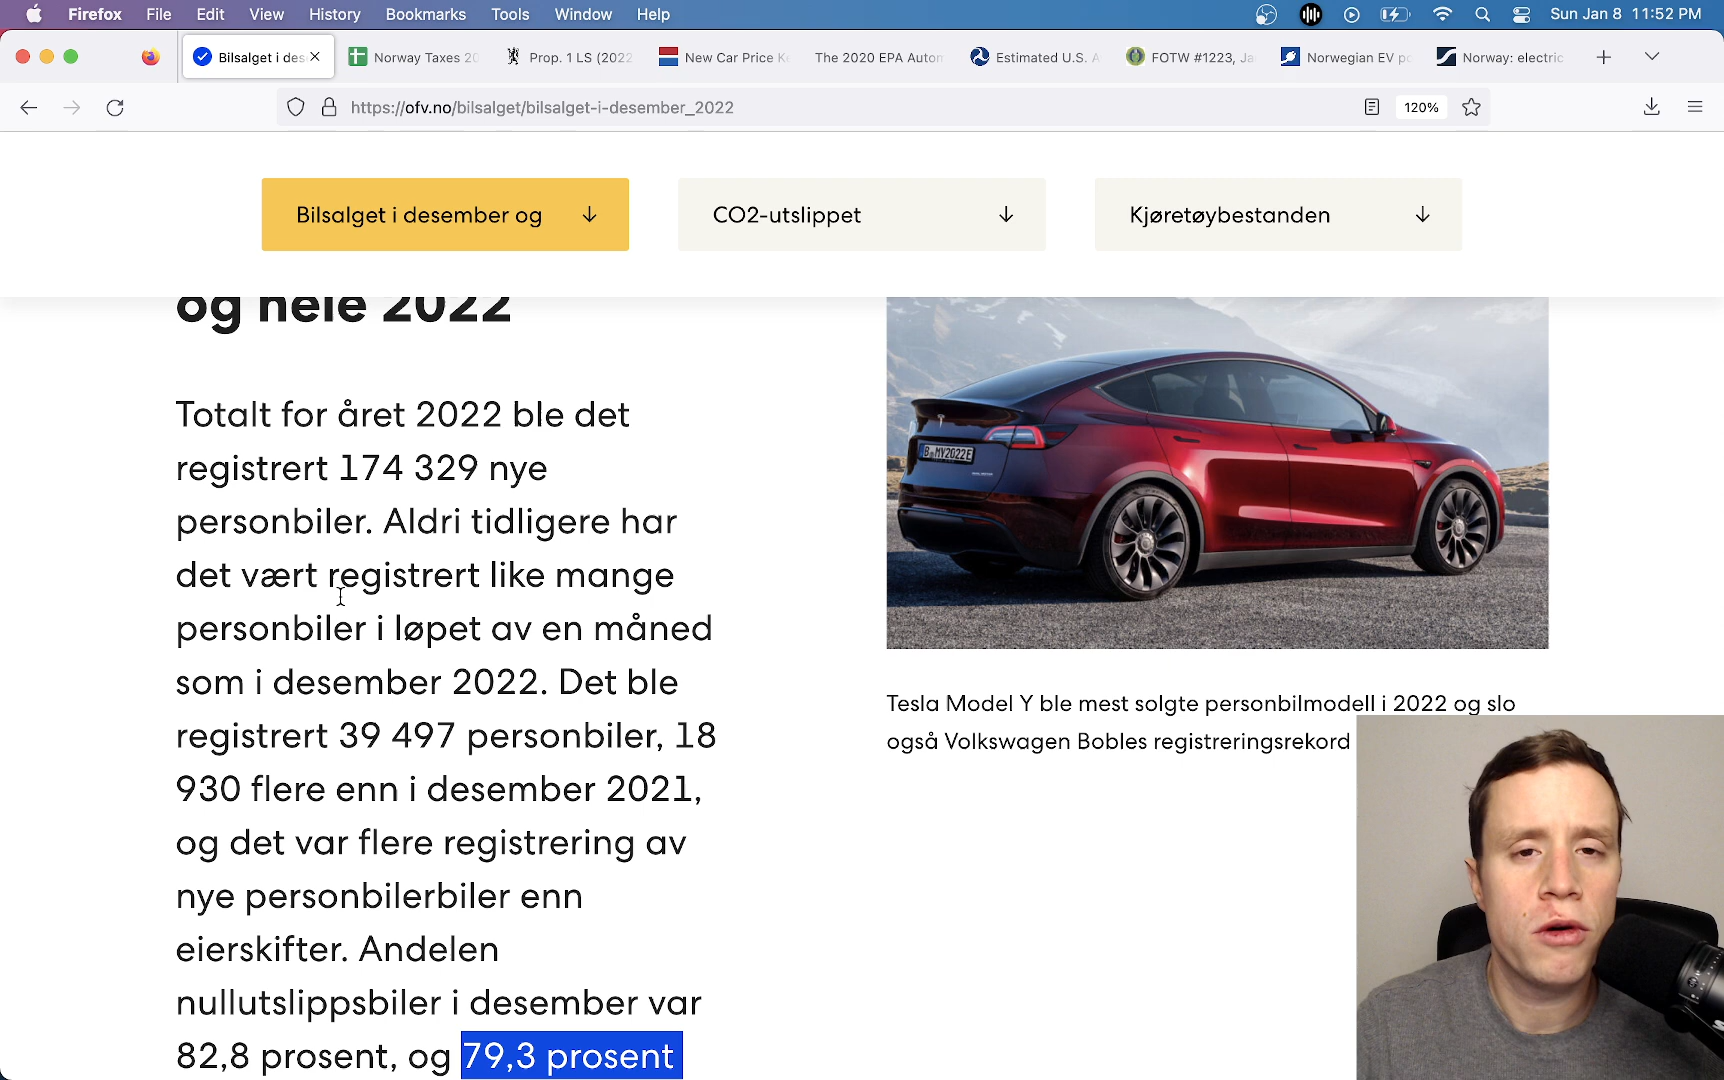 Firefox File Edit View History Bookmarks Tools Window Help Sun Jan 8 11:52 PM
Bilsalget i des Norway Taxes 20 Prop. 1 LS (2022 New Car Price Ke The 2020 EPA Autom Estimated U.S. A FOTW #1223, Ja Norwegian EV po Norway: electric
https://ofv.no/bilsalget/bilsalget-i-desember_2022 120%
Bilsalget i desember og CO2-utslippet Kjøretøybestanden
og hele 2022
Totalt for året 2022 ble det
registrert 174 329 nye
personbiler. Aldri tidligere har
det vært registrert like mange
personbiler i løpet av en måned
som i desember 2022. Det ble
registrert 39 497 personbiler, 18
930 flere enn i desember 2021,
og det var flere registrering av
nye personbilerbiler enn
eierskifter. Andelen
nullutslippsbiler i desember var
82,8 prosent, og 79,3 prosent
B MY2022E
Tesla Model Y ble mest solgte personbilmodell i 2022 og slo
også Volkswagen Bobles registreringsrekord